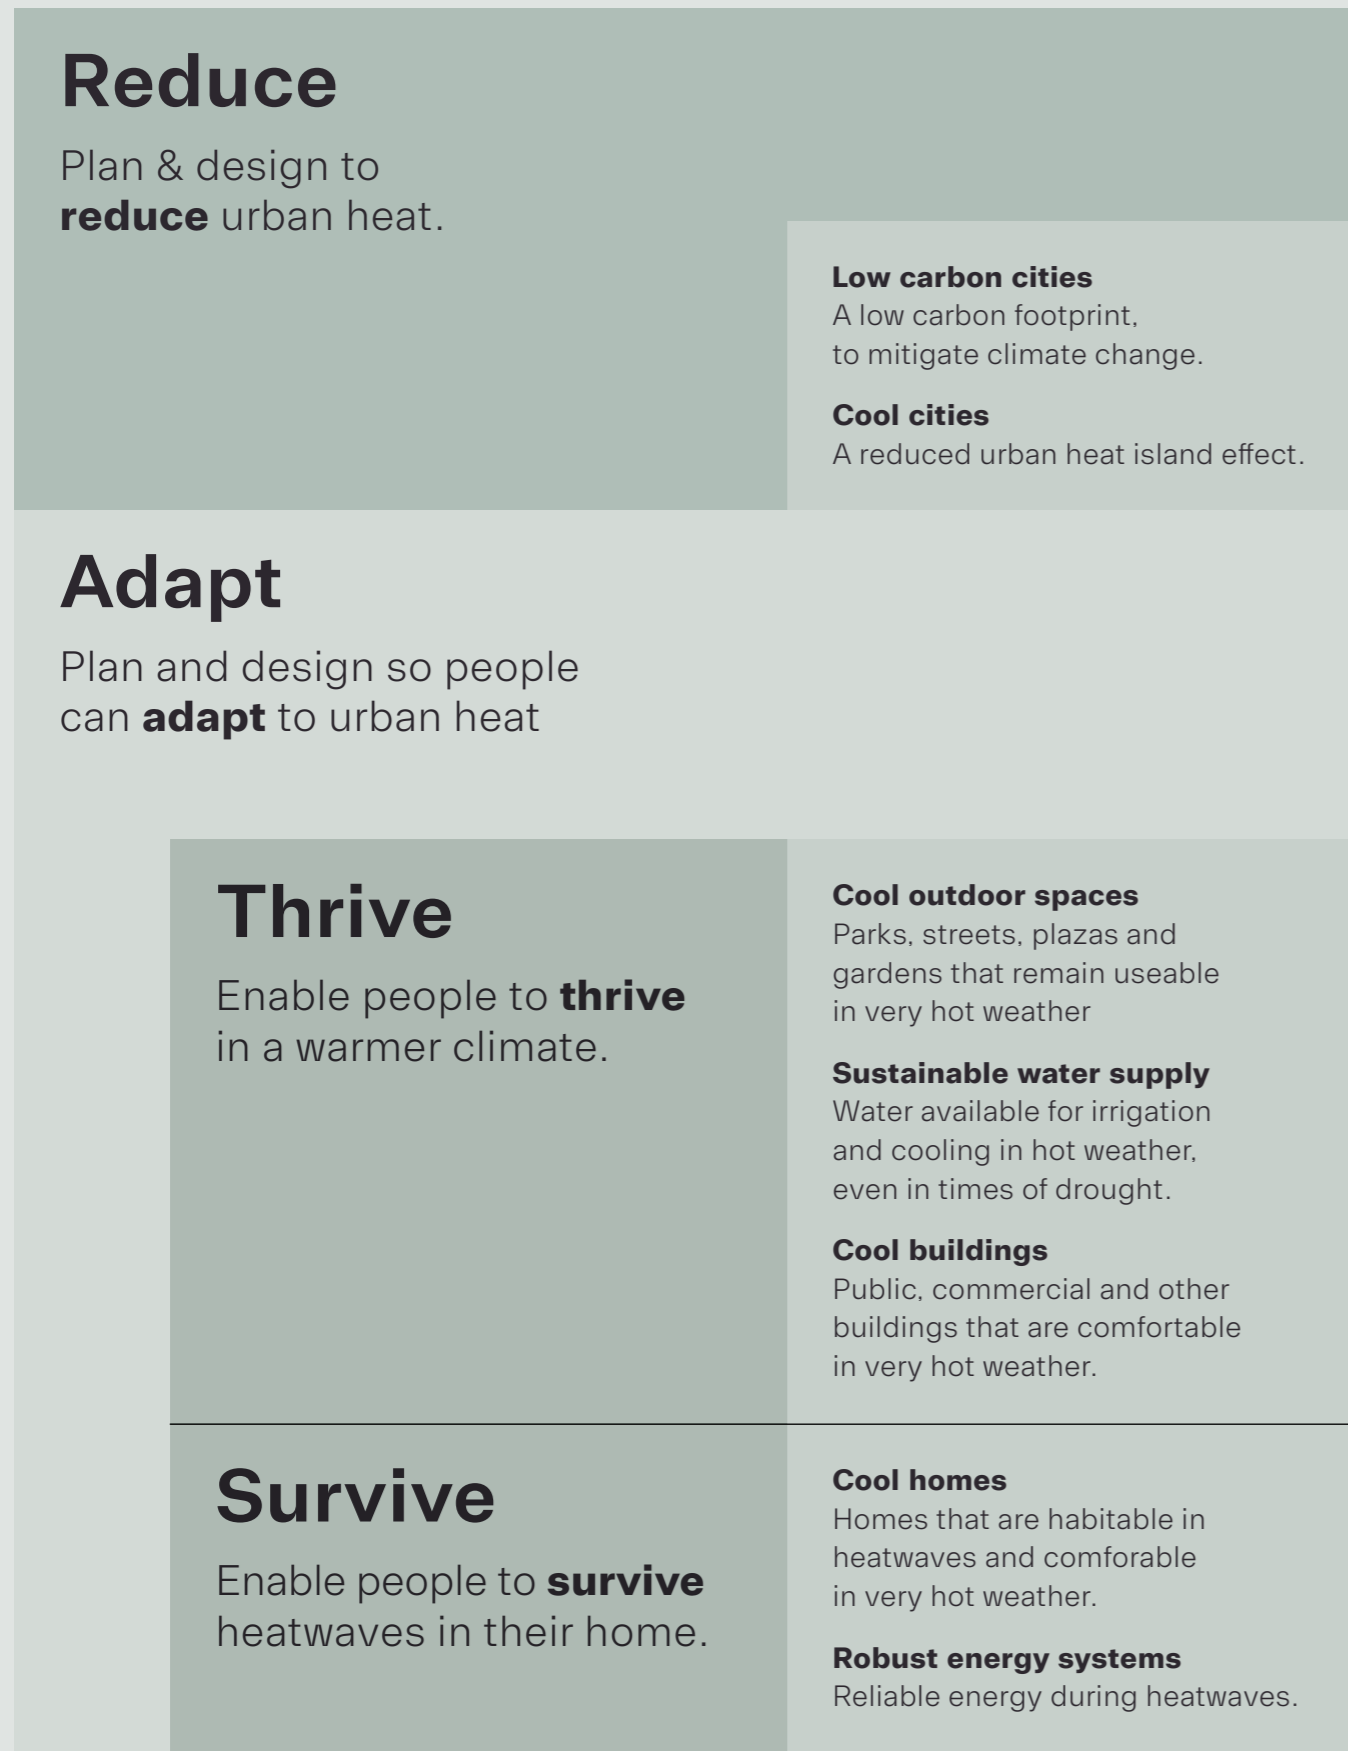 Reduce
Plan & design to
reduce urban heat.
Low carbon cities
A low carbon footprint,
to mitigate climate change.
Cool cities
A reduced urban heat island effect.
Adapt
Plan and design so people
can adapt to urban heat
Thrive
Enable people to thrive
in a warmer climate.
Cool outdoor spaces
Parks, streets, plazas and
gardens that remain useable
in very hot weather
Sustainable water supply
Water available for irrigation
and cooling in hot weather,
even in times of drought.
Cool buildings
Public, commercial and other
buildings that are comfortable
in very hot weather.
Survive
Enable people to survive
heatwaves in their home.
Cool homes
Homes that are habitable in
heatwaves and comforable
in very hot weather.
Robust energy systems
Reliable energy during heatwaves.